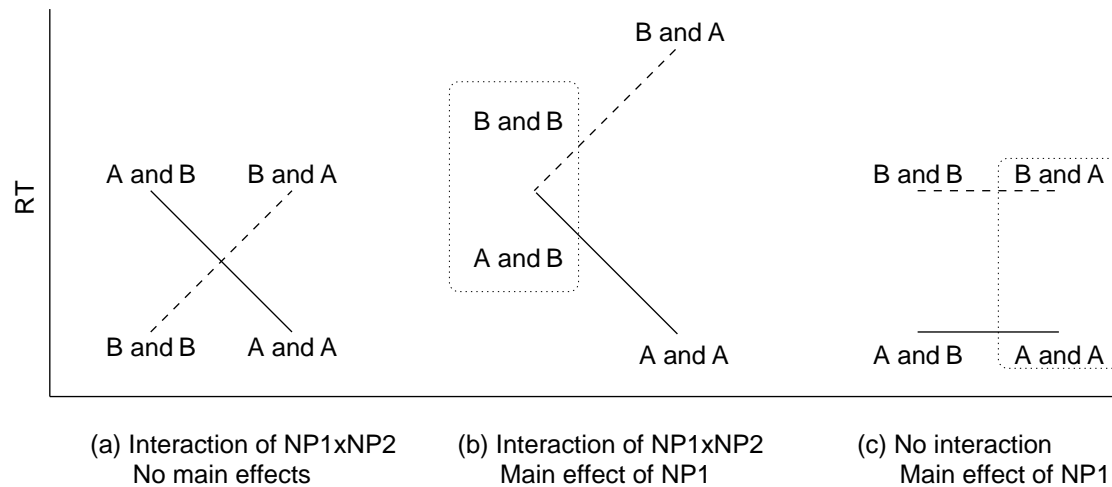 B and A
B and B
A and B
B and A
B and B
B and A
RT
A and B
B and B
A and A
A and A
A and B
A and A
(a) Interaction of NP1xNP2
No main effects
(b) Interaction of NP1xNP2
Main effect of NP1
(c) No interaction
Main effect of NP1